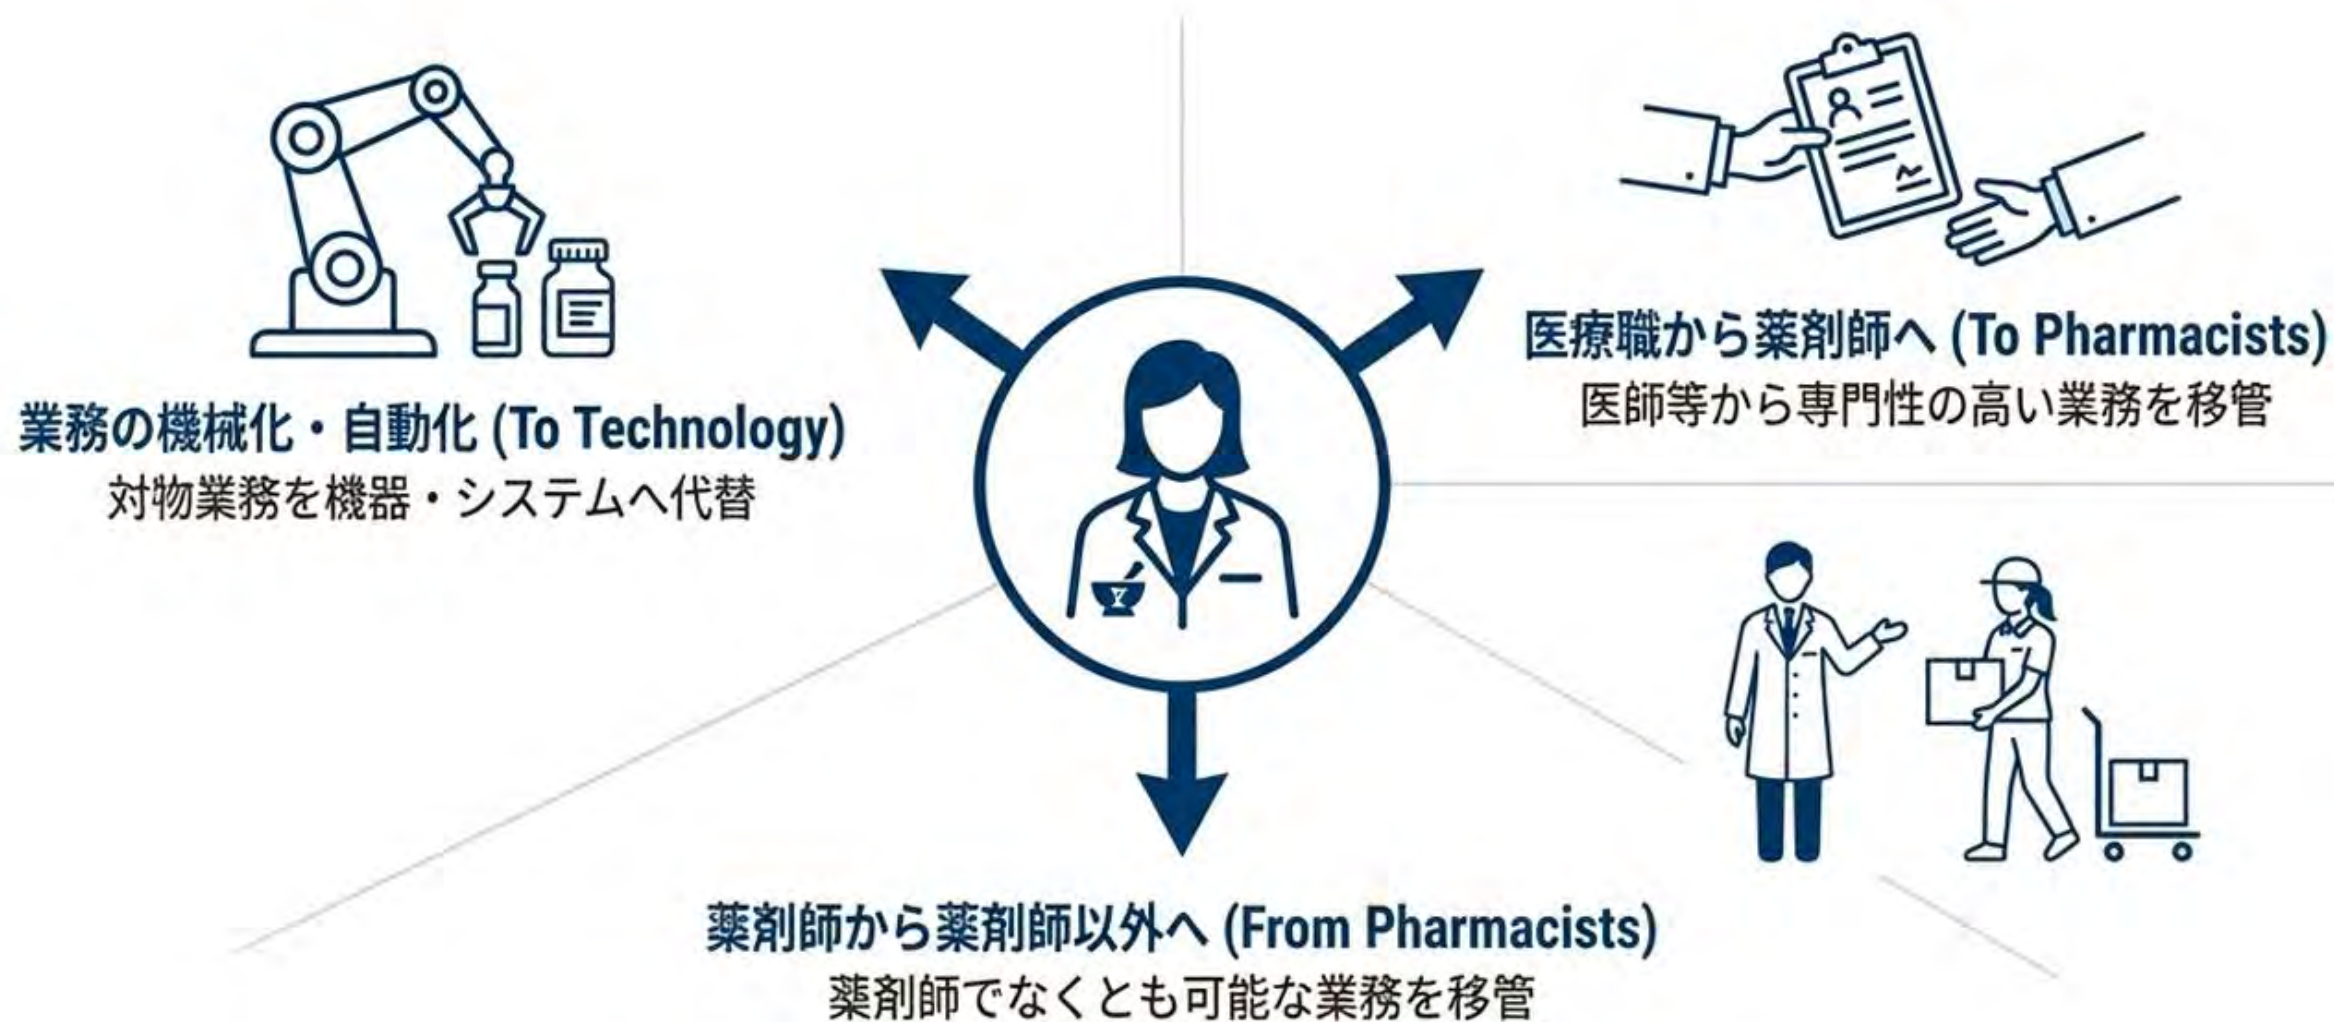 業務の機械化・自動化 (To Technology)
対物業務を機器・システムへ代替
医療職から薬剤師へ (To Pharmacists)
医師等から専門性の高い業務を移管
薬剤師から薬剤師以外へ (From Pharmacists)
薬剤師でなくとも可能な業務を移管